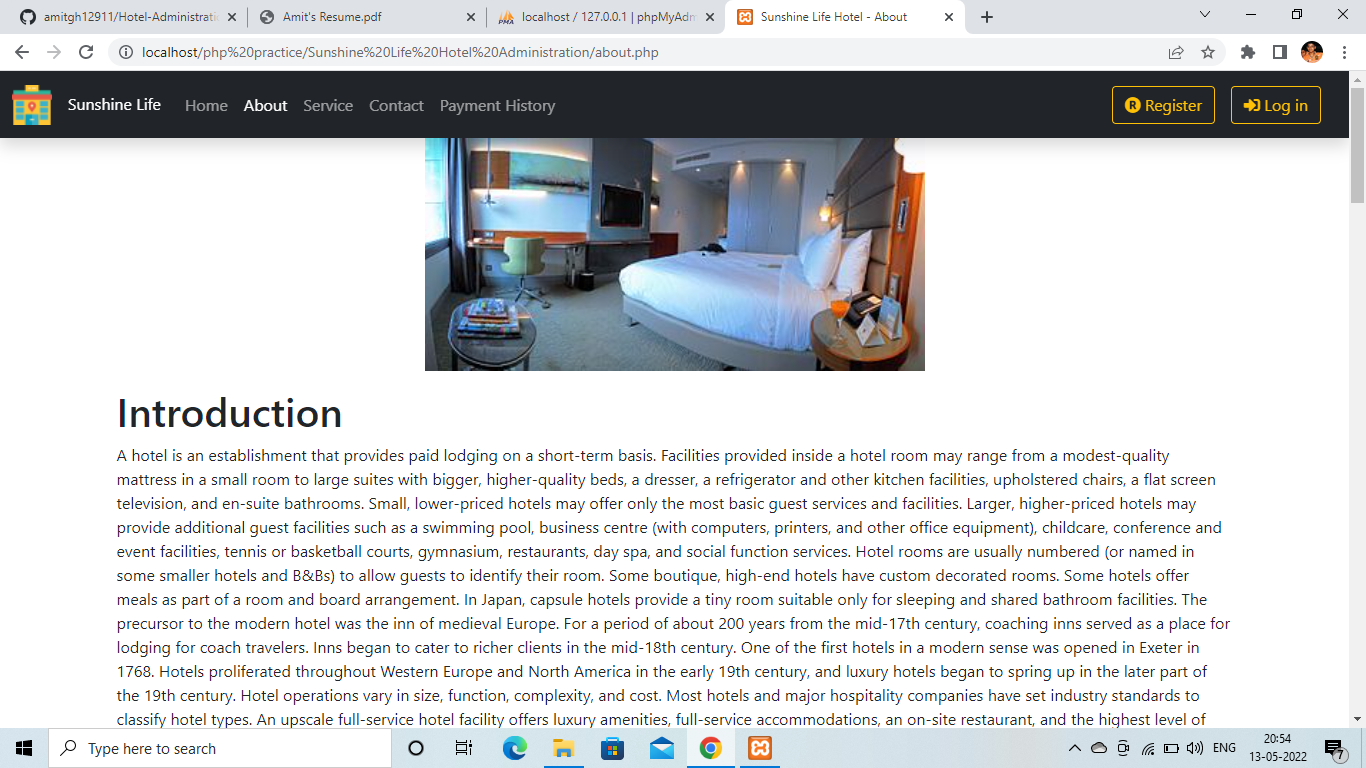 amitgh12911/Hotel-Administrati
Amit's Resume.pdf
localhost / 127.0.0.1 | phpMyAdm
Sunshine Life Hotel - About
localhost/php%20practice/Sunshine%20Life%20Hotel%20Administration/about.php
Sunshine Life
Home
About
Service
Contact
Payment History
R Register
Log in
Introduction
A hotel is an establishment that provides paid lodging on a short-term basis. Facilities provided inside a hotel room may range from a modest-quality
mattress in a small room to large suites with bigger, higher-quality beds, a dresser, a refrigerator and other kitchen facilities, upholstered chairs, a flat screen
television, and en-suite bathrooms. Small, lower-priced hotels may offer only the most basic guest services and facilities. Larger, higher-priced hotels may
provide additional guest facilities such as a swimming pool, business centre (with computers, printers, and other office equipment), childcare, conference and
event facilities, tennis or basketball courts, gymnasium, restaurants, day spa, and social function services. Hotel rooms are usually numbered (or named in
some smaller hotels and B&Bs) to allow guests to identify their room. Some boutique, high-end hotels have custom decorated rooms. Some hotels offer
meals as part of a room and board arrangement. In Japan, capsule hotels provide a tiny room suitable only for sleeping and shared bathroom facilities. The
precursor to the modern hotel was the inn of medieval Europe. For a period of about 200 years from the mid-17th century, coaching inns served as a place for
lodging for coach travelers. Inns began to cater to richer clients in the mid-18th century. One of the first hotels in a modern sense was opened in Exeter in
1768. Hotels proliferated throughout Western Europe and North America in the early 19th century, and luxury hotels began to spring up in the later part of
the 19th century. Hotel operations vary in size, function, complexity, and cost. Most hotels and major hospitality companies have set industry standards to
classify hotel types. An upscale full-service hotel facility offers luxury amenities, full-service accommodations, an on-site restaurant, and the highest level of
Type here to search
ENG
20:54
13-05-2022
7